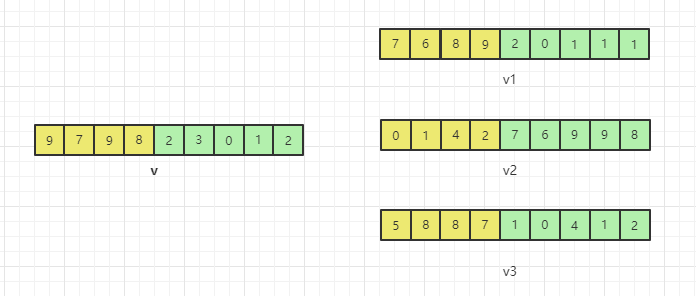 7 6 8 9 2 0 1 1 1
v1
9 7 9 8 2 3 0 1 2
v
0 1 4 2 7 6 9 9 8
v2
5 8 8 7 1 0 4 1 2
v3